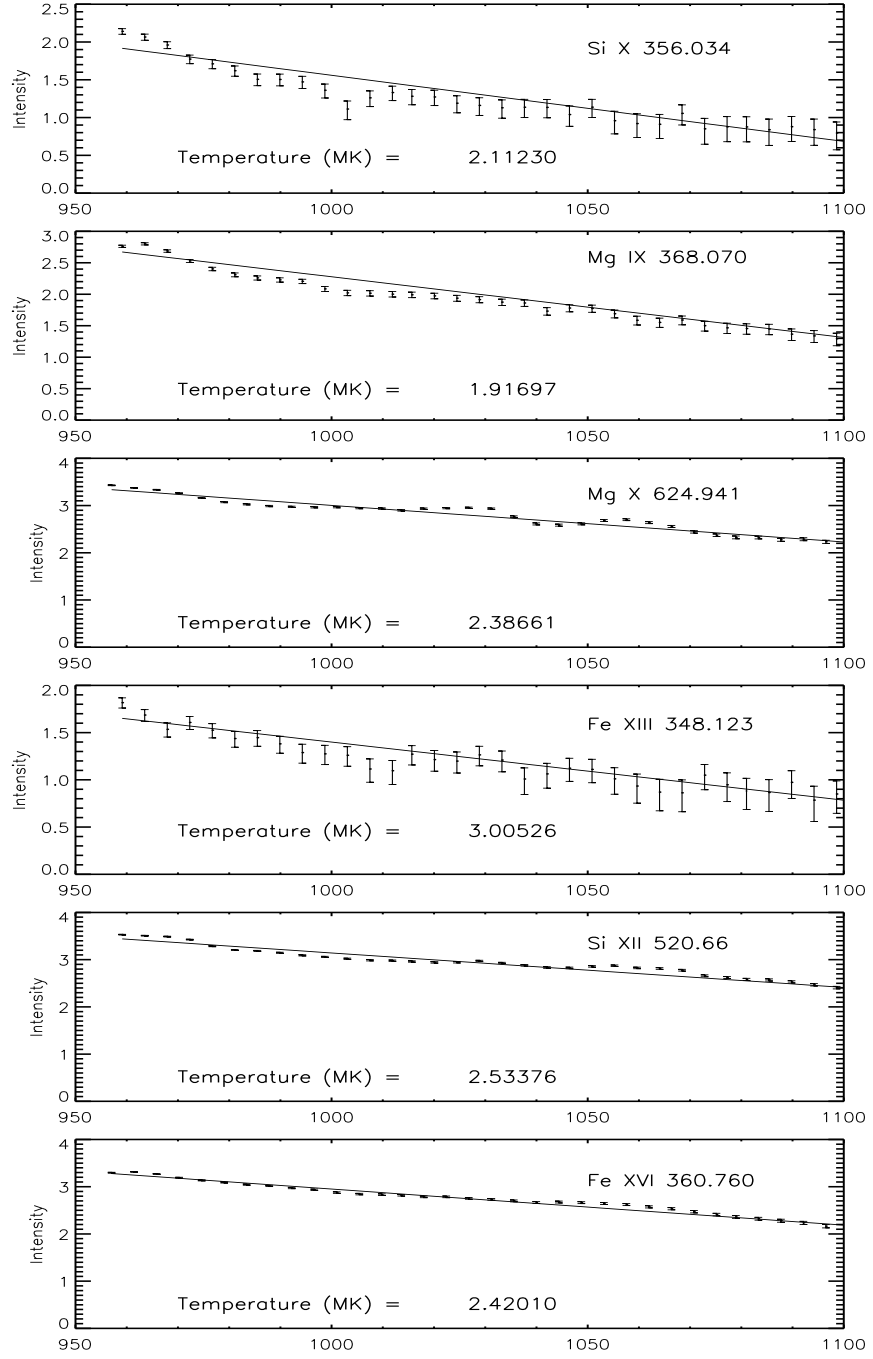 2.5
2.0
1.5
1.0
0.5
0.0
Intensity
Si X 356.034
Temperature (MK) = 2.11230
950 1000 1050 1100
3.0
2.5
2.0
1.5
1.0
0.5
0.0
Intensity
Mg IX 368.070
Temperature (MK) = 1.91697
950 1000 1050 1100
4
3
2
1
0
Intensity
Mg X 624.941
Temperature (MK) = 2.38661
950 1000 1050 1100
2.0
1.5
1.0
0.5
0.0
Intensity
Fe XIII 348.123
Temperature (MK) = 3.00526
950 1000 1050 1100
4
3
2
1
0
Intensity
Si XII 520.66
Temperature (MK) = 2.53376
950 1000 1050 1100
4
3
2
1
0
Intensity
Fe XVI 360.760
Temperature (MK) = 2.42010
950 1000 1050 1100